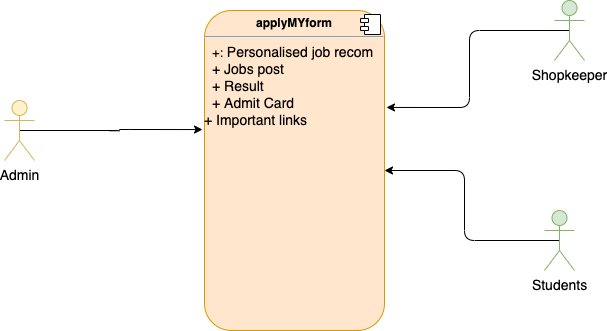 applyMYform
+: Personalised job recom
+ Jobs post
+ Result
+ Admit Card
+ Important links
Shopkeeper
Admin
Students